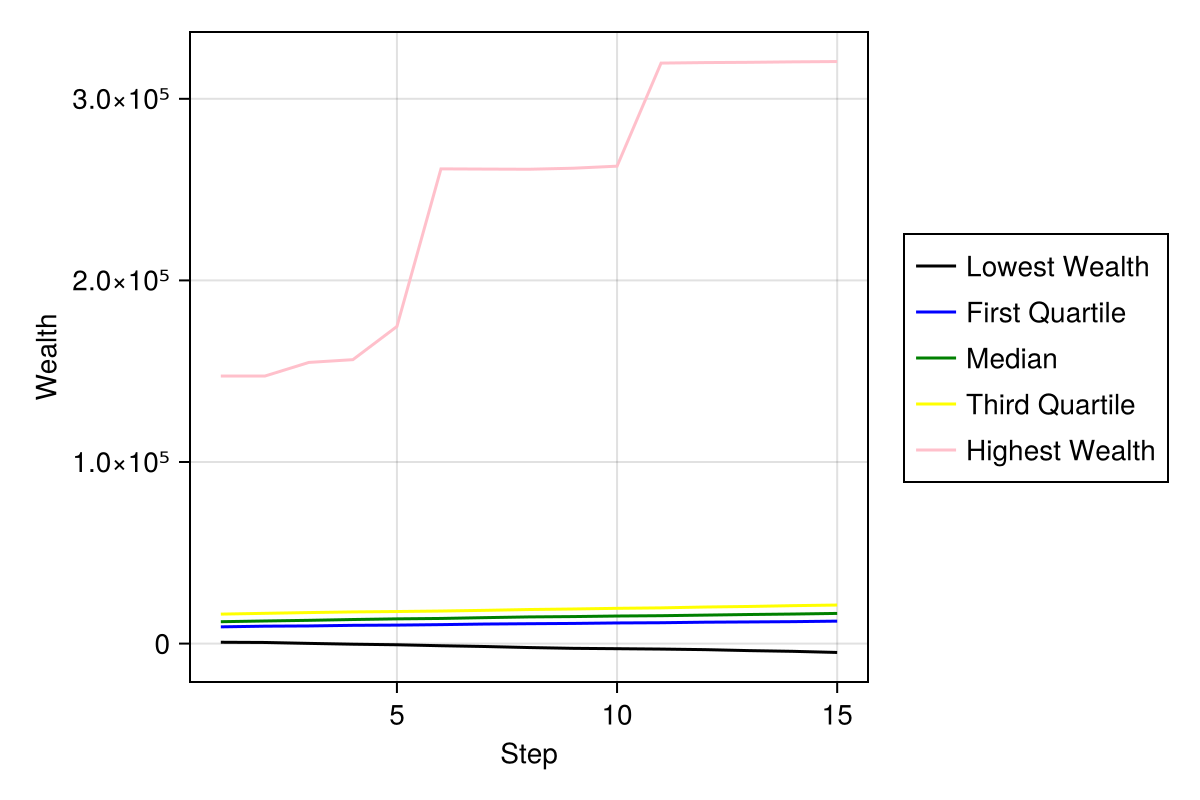 3.0×10⁵
2.0×10⁵
1.0×10⁵
0
Wealth
5
10
15
Step
Lowest Wealth
First Quartile
Median
Third Quartile
Highest Wealth